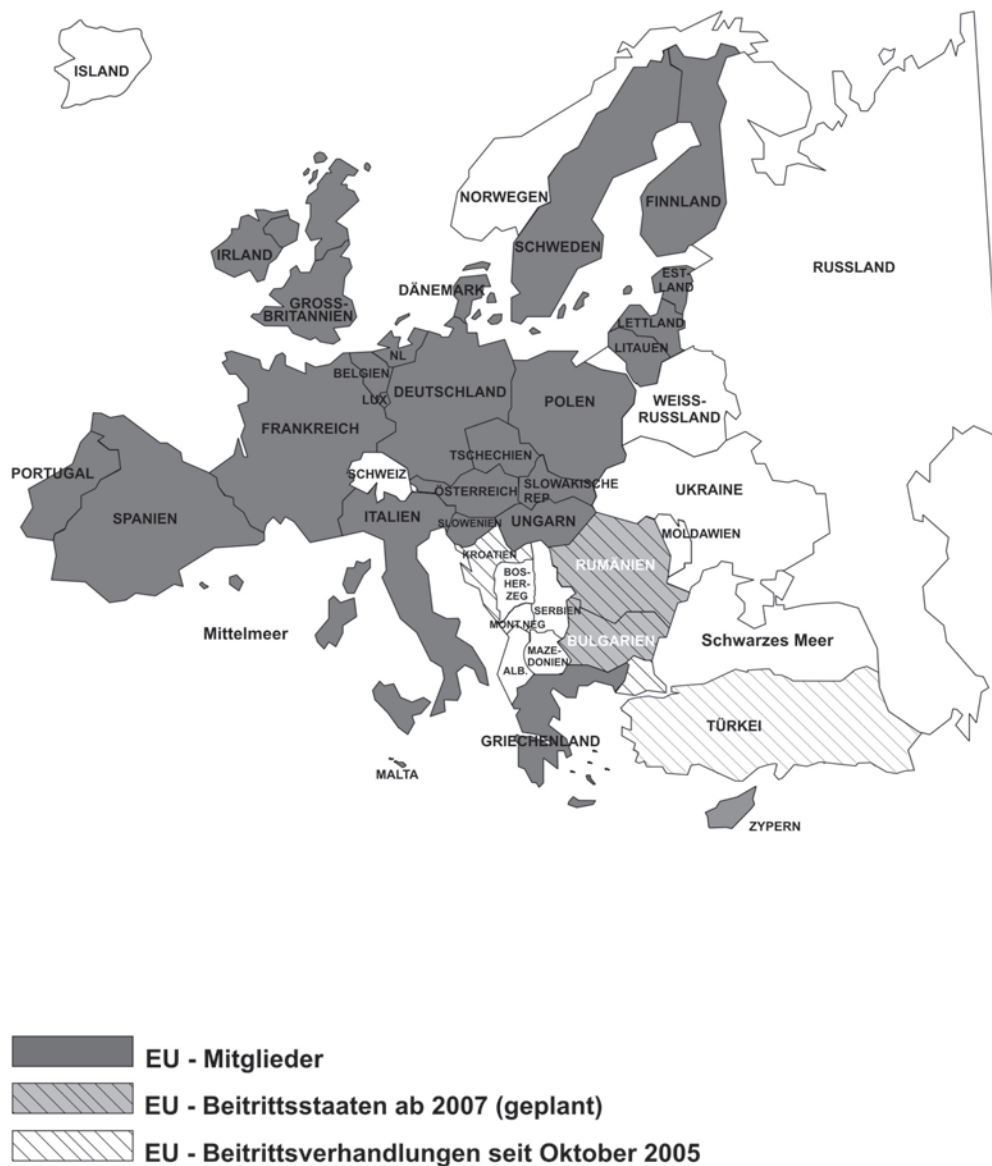 ISLAND
NORWEGEN
FINNLAND
SCHWEDEN
RUSSLAND
IRLAND
EST-
LAND
DÄNEMARK
GROSS-
BRITANNIEN
LETTLAND
LITAUEN
NL
BELGIEN
LUX
DEUTSCHLAND
POLEN
WEISS-
RUSSLAND
FRANKREICH
TSCHECHIEN
PORTUGAL
SCHWEIZ
SLOWAKISCHE
REP
ÖSTERREICH
UKRAINE
SPANIEN
ITALIEN
SLOWENIEN
UNGARN
MOLDAWIEN
KROATIEN
RUMÄNIEN
BOS-
HER-
ZEG
SERBIEN
MONT.NEG
Mittelmeer
BULGARIEN
Schwarzes Meer
MAZE-
DONIEN
ALB.
TÜRKEI
GRIECHENLAND
MALTA
ZYPERN
EU - Mitglieder
EU - Beitrittsstaaten ab 2007 (geplant)
EU - Beitrittsverhandlungen seit Oktober 2005